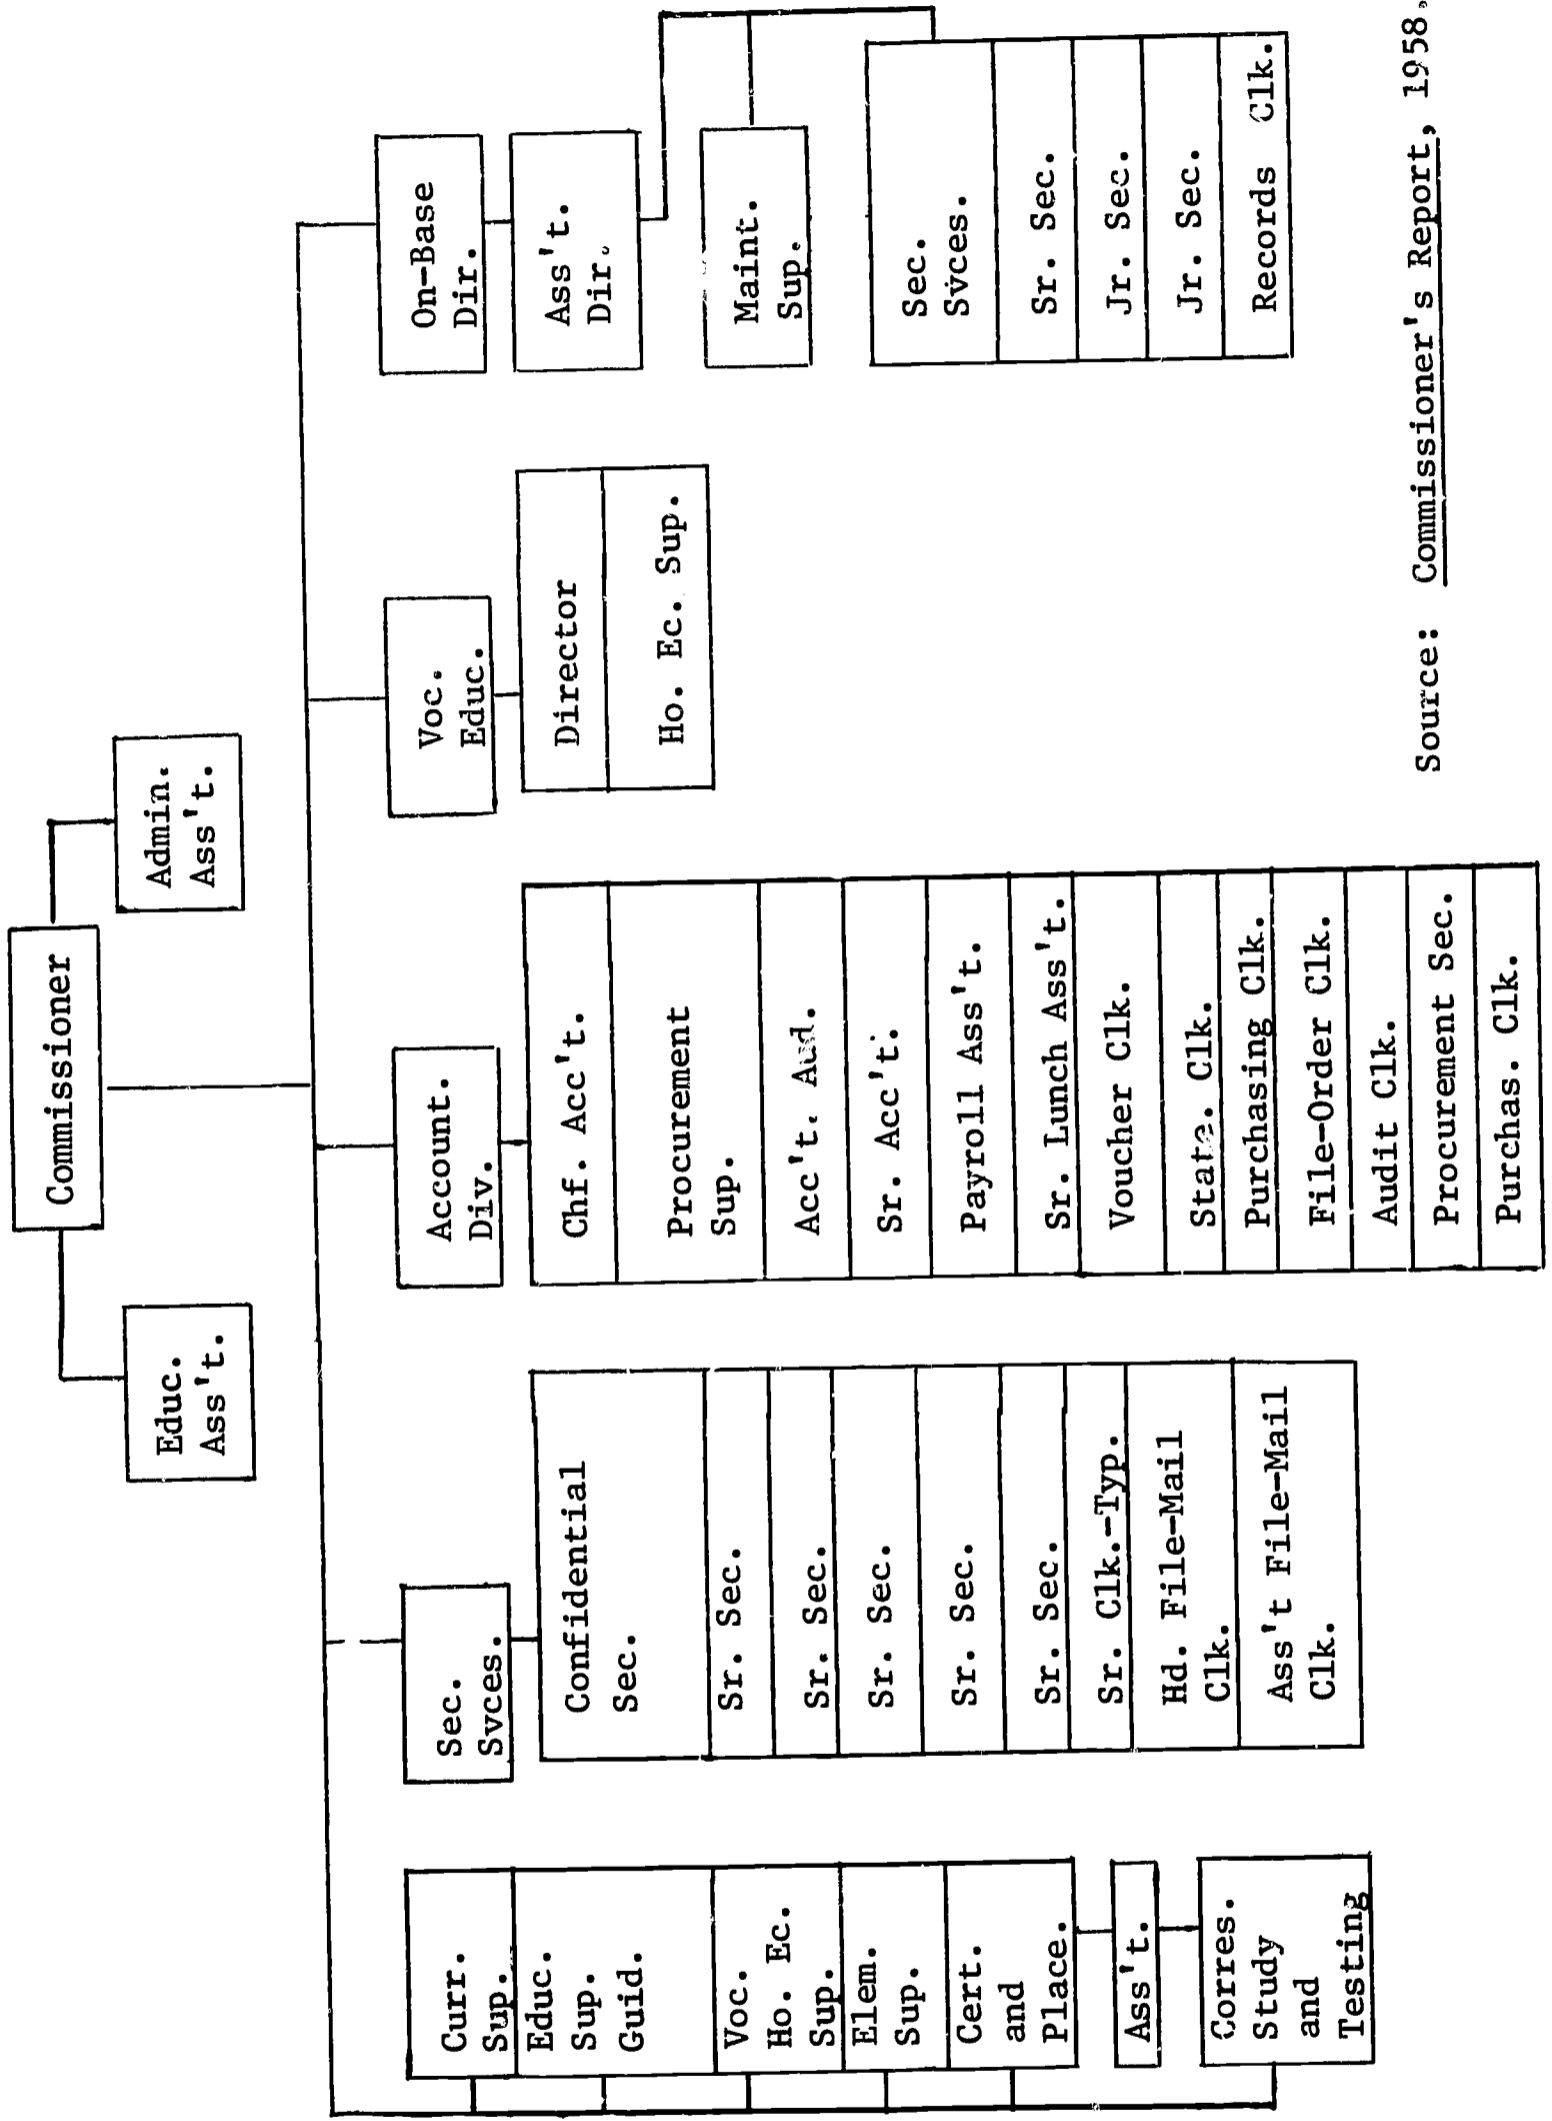 Commissioner
Educ.
Ass't.
Admin.
Ass't.
Curr.
Sup.
Educ.
Sup.
Guid.
Voc.
Ho. Ec.
Sup.
Elem.
Sup.
Cert.
and
Place.
Ass't.
Corres.
Study
and
Testing
Sec.
Svces.
Confidential
Sec.
Sr. Sec.
Sr. Sec.
Sr. Sec.
Sr. Sec.
Sr. Sec.
Sr. Clk.-Typ.
Hd. File-Mail
Clk.
Ass't File-Mail
Clk.
Account.
Div.
Chf. Acc't.
Procurement
Sup.
Acc't. Aud.
Sr. Acc't.
Payroll Ass't.
Sr. Lunch Ass't.
Voucher Clk.
State. Clk.
Purchasing Clk.
File-Order Clk.
Audit Clk.
Procurement Sec.
Purchas. Clk.
Voc.
Educ.
Director
Ho. Ec. Sup.
On-Base
Dir.
Ass't.
Dir.
Maint.
Sup.
Sec.
Svces.
Sr. Sec.
Jr. Sec.
Jr. Sec.
Records Clk.
Source: Commissioner's Report, 1958.